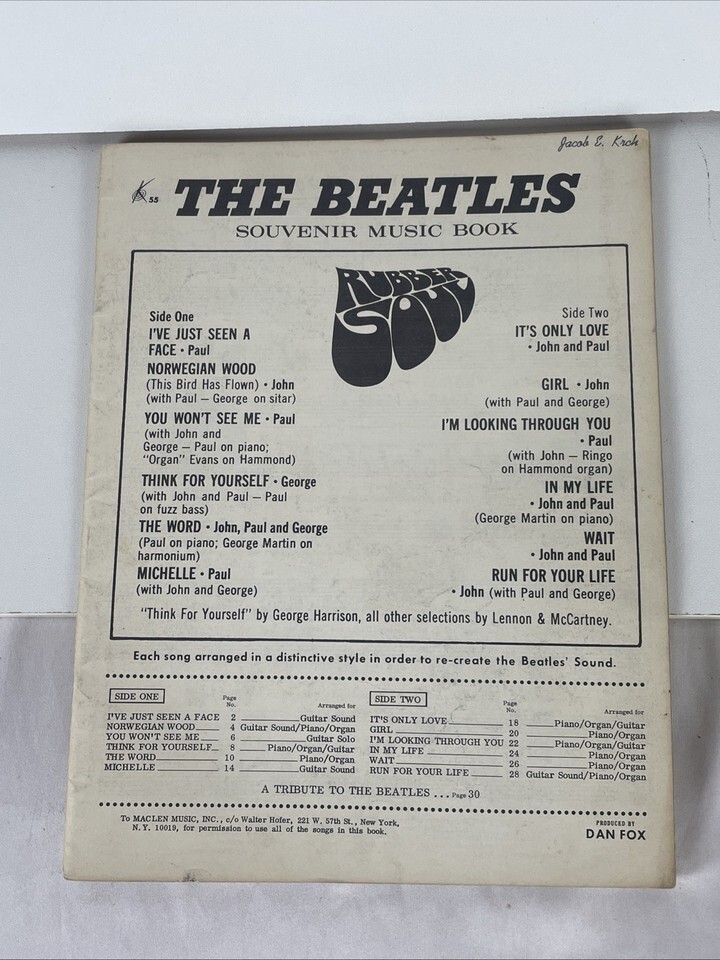 Jacob E. Krch
K 55
THE BEATLES
SOUVENIR MUSIC BOOK
RUBBER
SOUL
Side One
I'VE JUST SEEN A
FACE • Paul
NORWEGIAN WOOD
(This Bird Has Flown) • John
(with Paul – George on sitar)
YOU WON'T SEE ME • Paul
(with John and
George – Paul on piano;
"Organ" Evans on Hammond)
THINK FOR YOURSELF • George
(with John and Paul – Paul
on fuzz bass)
THE WORD • John, Paul and George
(Paul on piano; George Martin on
harmonium)
MICHELLE • Paul
(with John and George)
Side Two
IT'S ONLY LOVE
• John and Paul
GIRL • John
(with Paul and George)
I'M LOOKING THROUGH YOU
• Paul
(with John – Ringo
on Hammond organ)
IN MY LIFE
• John and Paul
(George Martin on piano)
WAIT
• John and Paul
RUN FOR YOUR LIFE
• John (with Paul and George)
"Think For Yourself" by George Harrison, all other selections by Lennon & McCartney.
Each song arranged in a distinctive style in order to re-create the Beatles' Sound.
SIDE ONE Page No. Arranged for
I'VE JUST SEEN A FACE 2 Guitar Sound
NORWEGIAN WOOD 4 Guitar Sound/Piano/Organ
YOU WON'T SEE ME 6 Guitar Solo
THINK FOR YOURSELF 8 Piano/Organ/Guitar
THE WORD 10 Piano/Organ
MICHELLE 14 Guitar Sound
SIDE TWO Page No. Arranged for
IT'S ONLY LOVE 18 Piano/Organ/Guitar
GIRL 20 Piano/Organ
I'M LOOKING THROUGH YOU 22 Piano/Organ/Guitar
IN MY LIFE 24 Piano/Organ
WAIT 26 Piano/Organ
RUN FOR YOUR LIFE 28 Guitar Sound/Piano/Organ
A TRIBUTE TO THE BEATLES . . . Page 30
To MACLEN MUSIC, INC., c/o Walter Hofer, 221 W. 57th St., New York,
N.Y. 10019, for permission to use all of the songs in this book.
PRODUCED BY
DAN FOX